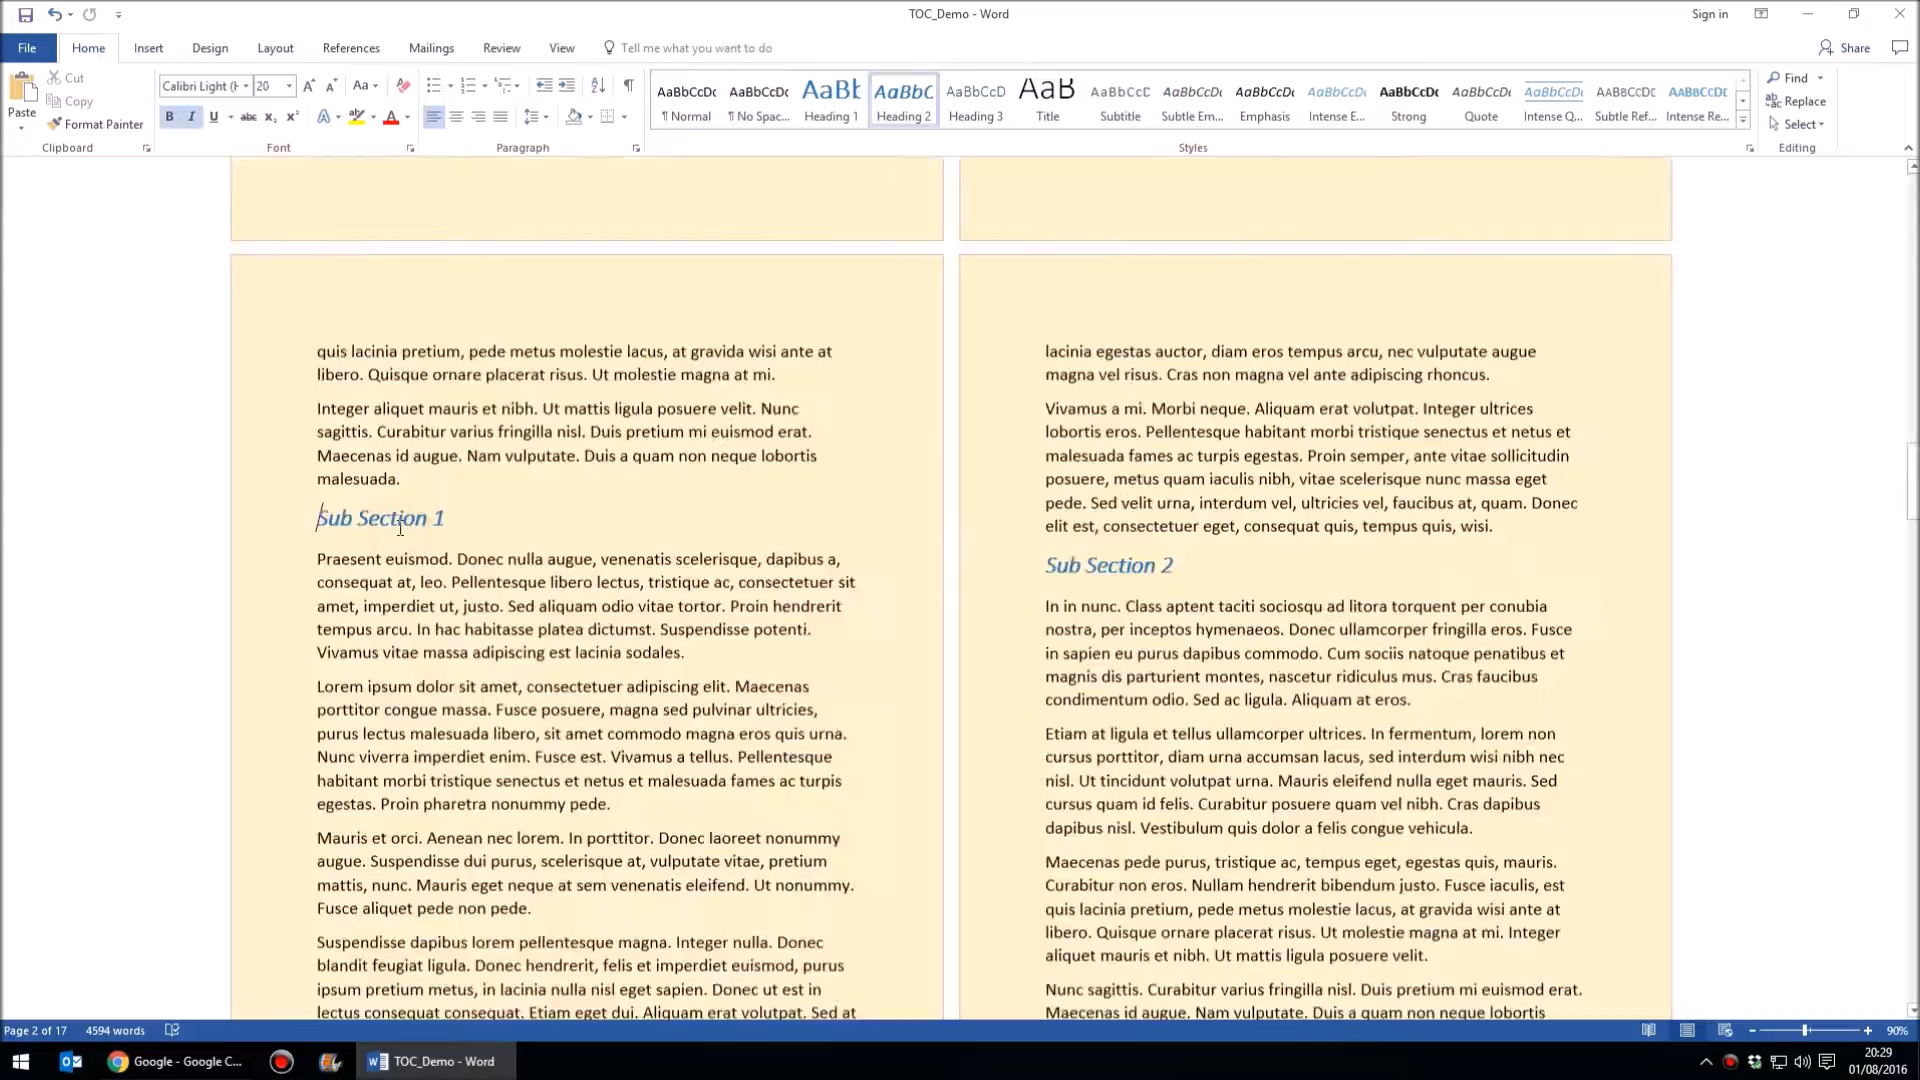 TOC_Demo - Word
Sign in
File
Home
Insert
Design
Layout
References
Mailings
Review
View
Tell me what you want to do
Share
Paste
Cut
Copy
Format Painter
Clipboard
Calibri Light (H
20
Aa
B I U abc x₂ x²
A A
Font
Paragraph
AaBbCcDc
¶ Normal
AaBbCcDc
¶ No Spac...
AaBbC
Heading 1
AaBbC
Heading 2
AaBbCcD
Heading 3
AaB
Title
AaBbCcC
Subtitle
AaBbCcDc
Subtle Em...
AaBbCcDc
Emphasis
AaBbCcDc
Intense E...
AaBbCcDc
Strong
AaBbCcDc
Quote
AaBbCcDc
Intense Q...
AaBbCcDc
Subtle Ref...
AaBbCcDc
Intense Re...
Styles
Find
Replace
Select
Editing
quis lacinia pretium, pede metus molestie lacus, at gravida wisi ante at
libero. Quisque ornare placerat risus. Ut molestie magna at mi.
Integer aliquet mauris et nibh. Ut mattis ligula posuere velit. Nunc
sagittis. Curabitur varius fringilla nisl. Duis pretium mi euismod erat.
Maecenas id augue. Nam vulputate. Duis a quam non neque lobortis
malesuada.
Sub Section 1
Praesent euismod. Donec nulla augue, venenatis scelerisque, dapibus a,
consequat at, leo. Pellentesque libero lectus, tristique ac, consectetuer sit
amet, imperdiet ut, justo. Sed aliquam odio vitae tortor. Proin hendrerit
tempus arcu. In hac habitasse platea dictumst. Suspendisse potenti.
Vivamus vitae massa adipiscing est lacinia sodales.
Lorem ipsum dolor sit amet, consectetuer adipiscing elit. Maecenas
porttitor congue massa. Fusce posuere, magna sed pulvinar ultricies,
purus lectus malesuada libero, sit amet commodo magna eros quis urna.
Nunc viverra imperdiet enim. Fusce est. Vivamus a tellus. Pellentesque
habitant morbi tristique senectus et netus et malesuada fames ac turpis
egestas. Proin pharetra nonummy pede.
Mauris et orci. Aenean nec lorem. In porttitor. Donec laoreet nonummy
augue. Suspendisse dui purus, scelerisque at, vulputate vitae, pretium
mattis, nunc. Mauris eget neque at sem venenatis eleifend. Ut nonummy.
Fusce aliquet pede non pede.
Suspendisse dapibus lorem pellentesque magna. Integer nulla. Donec
blandit feugiat ligula. Donec hendrerit, felis et imperdiet euismod, purus
ipsum pretium metus, in lacinia nulla nisl eget sapien. Donec ut est in
lectus consequat consequat. Etiam eget dui. Aliquam erat volutpat. Sed at
lacinia egestas auctor, diam eros tempus arcu, nec vulputate augue
magna vel risus. Cras non magna vel ante adipiscing rhoncus.
Vivamus a mi. Morbi neque. Aliquam erat volutpat. Integer ultrices
lobortis eros. Pellentesque habitant morbi tristique senectus et netus et
malesuada fames ac turpis egestas. Proin semper, ante vitae sollicitudin
posuere, metus quam iaculis nibh, vitae scelerisque nunc massa eget
pede. Sed velit urna, interdum vel, ultricies vel, faucibus at, quam. Donec
elit est, consectetuer eget, consequat quis, tempus quis, wisi.
Sub Section 2
In in nunc. Class aptent taciti sociosqu ad litora torquent per conubia
nostra, per inceptos hymenaeos. Donec ullamcorper fringilla eros. Fusce
in sapien eu purus dapibus commodo. Cum sociis natoque penatibus et
magnis dis parturient montes, nascetur ridiculus mus. Cras faucibus
condimentum odio. Sed ac ligula. Aliquam at eros.
Etiam at ligula et tellus ullamcorper ultrices. In fermentum, lorem non
cursus porttitor, diam urna accumsan lacus, sed interdum wisi nibh nec
nisl. Ut tincidunt volutpat urna. Mauris eleifend nulla eget mauris. Sed
cursus quam id felis. Curabitur posuere quam vel nibh. Cras dapibus
dapibus nisl. Vestibulum quis dolor a felis congue vehicula.
Maecenas pede purus, tristique ac, tempus eget, egestas quis, mauris.
Curabitur non eros. Nullam hendrerit bibendum justo. Fusce iaculis, est
quis lacinia pretium, pede metus molestie lacus, at gravida wisi ante at
libero. Quisque ornare placerat risus. Ut molestie magna at mi. Integer
aliquet mauris et nibh. Ut mattis ligula posuere velit.
Nunc sagittis. Curabitur varius fringilla nisl. Duis pretium mi euismod erat.
Maecenas id augue. Nam vulputate. Duis a quam non neque lobortis
Page 2 of 17
4594 words
90%
Google - Google C...
TOC_Demo - Word
20:29
01/08/2016